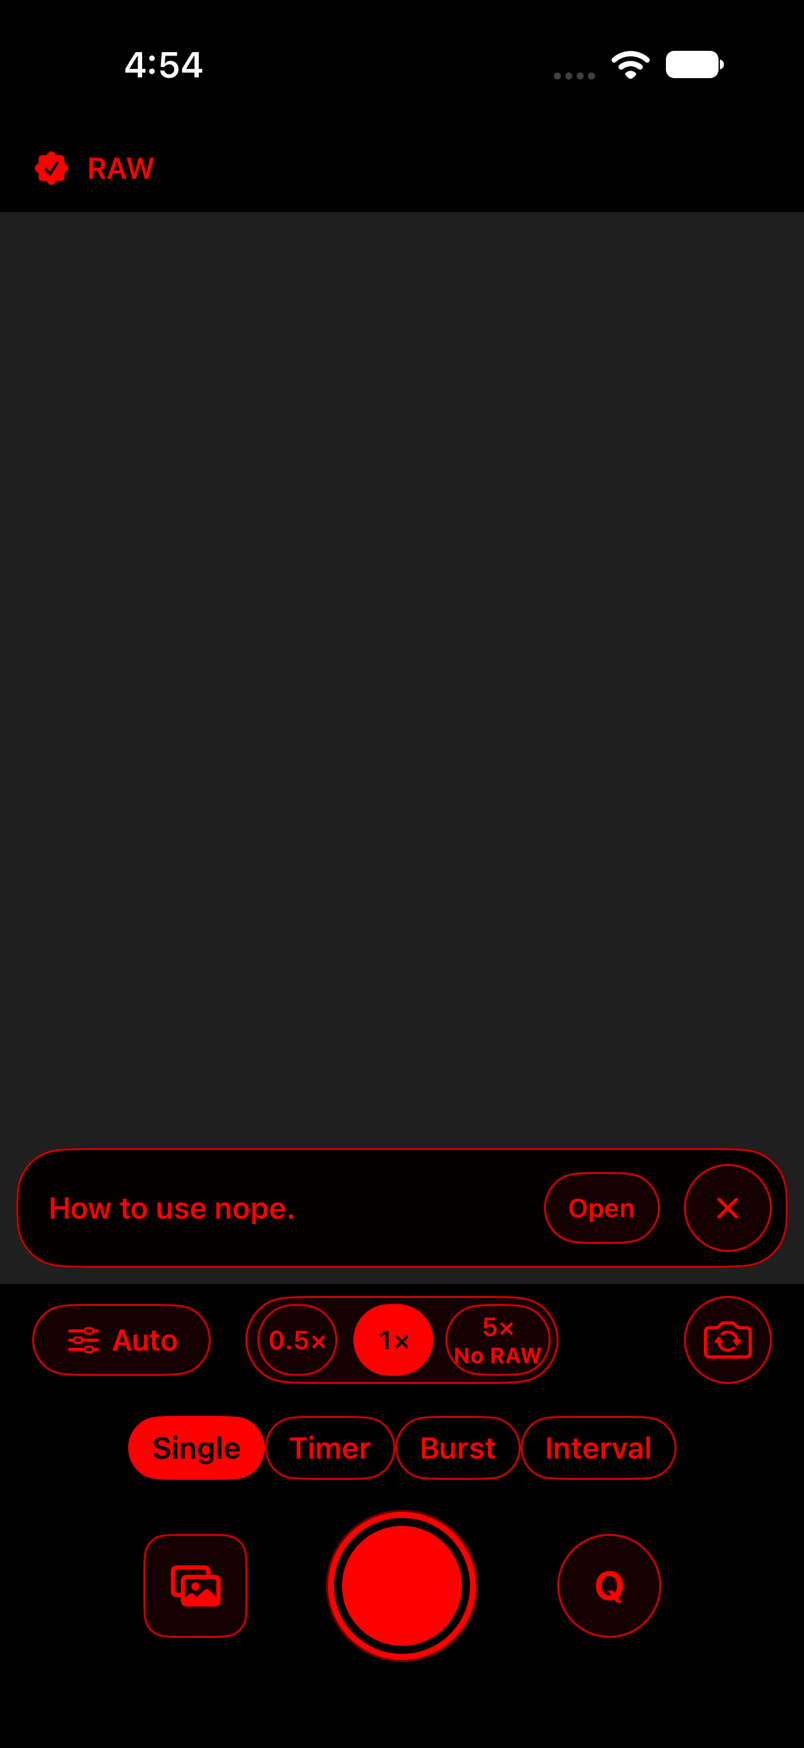 4:54
RAW
How to use nope.
Open
Auto
0.5×
1×
5×
No RAW
Single
Timer
Burst
Interval
Q